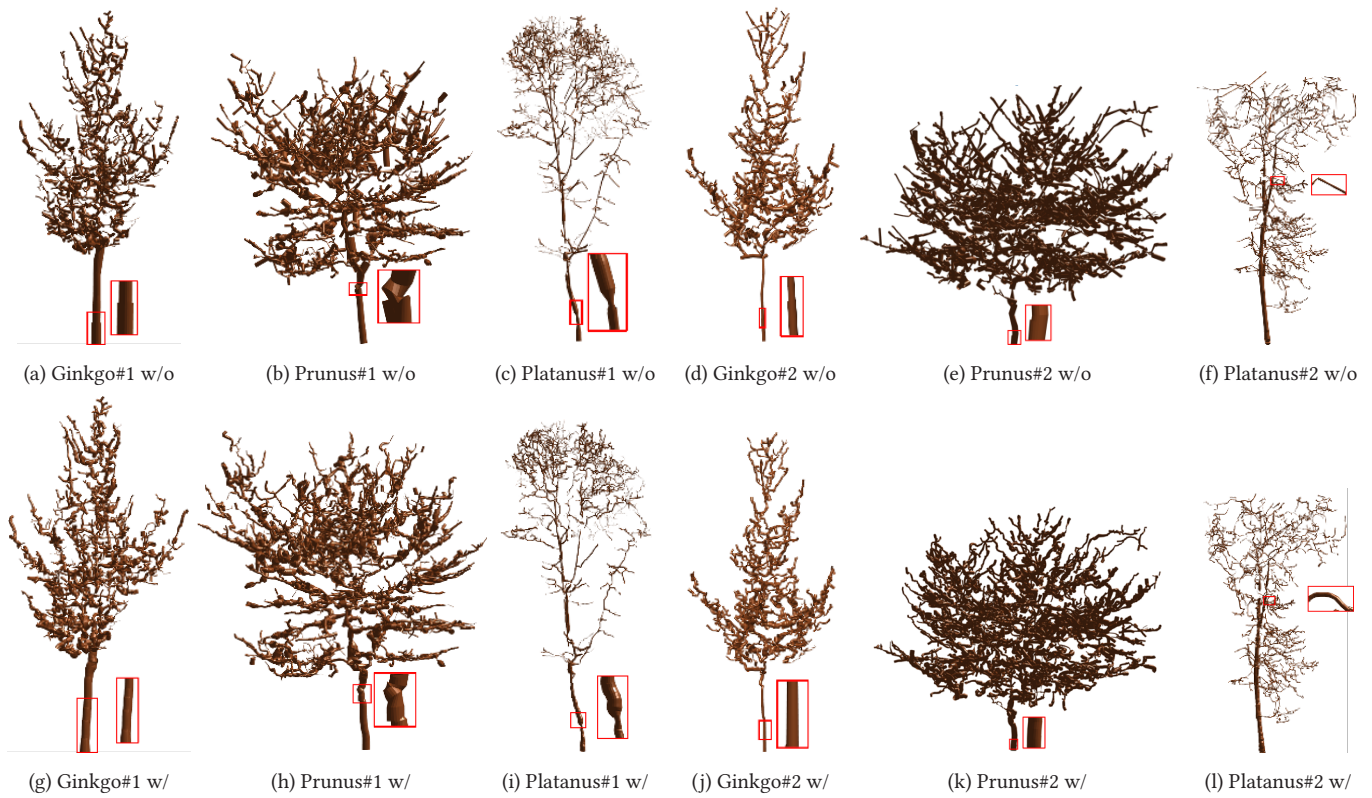 (a) Ginkgo#1 w/o
(b) Prunus#1 w/o
(c) Platanus#1 w/o
(d) Ginkgo#2 w/o
(e) Prunus#2 w/o
(f) Platanus#2 w/o
(g) Ginkgo#1 w/
(h) Prunus#1 w/
(i) Platanus#1 w/
(j) Ginkgo#2 w/
(k) Prunus#2 w/
(l) Platanus#2 w/